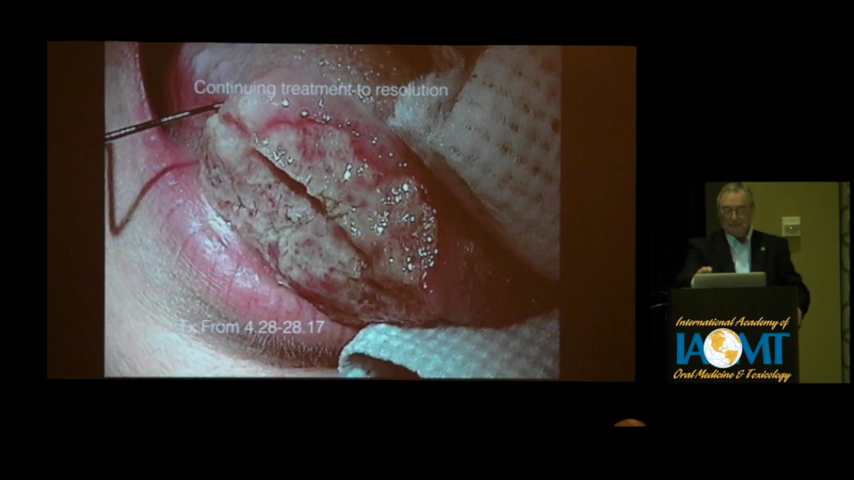 Continuing treatment to resolution
Tx From 4.28-28.17
International Academy of
IAOMT
Oral Medicine & Toxicology